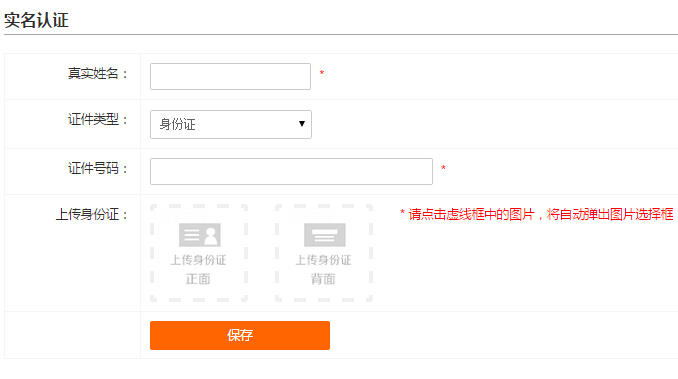 实名认证
真实姓名：
*
证件类型：
身份证
证件号码：
*
上传身份证：
上传身份证
正面
上传身份证
背面
* 请点击虚线框中的图片，将自动弹出图片选择框
保存